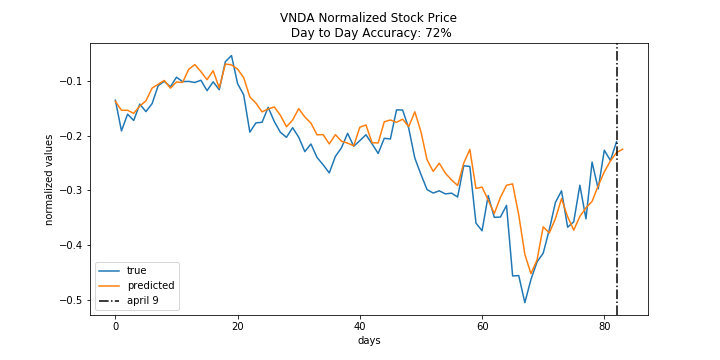 VNDA Normalized Stock Price
Day to Day Accuracy: 72%
normalized values
−0.1
−0.2
−0.3
−0.4
−0.5
true
predicted
april 9
0
20
40
60
80
days